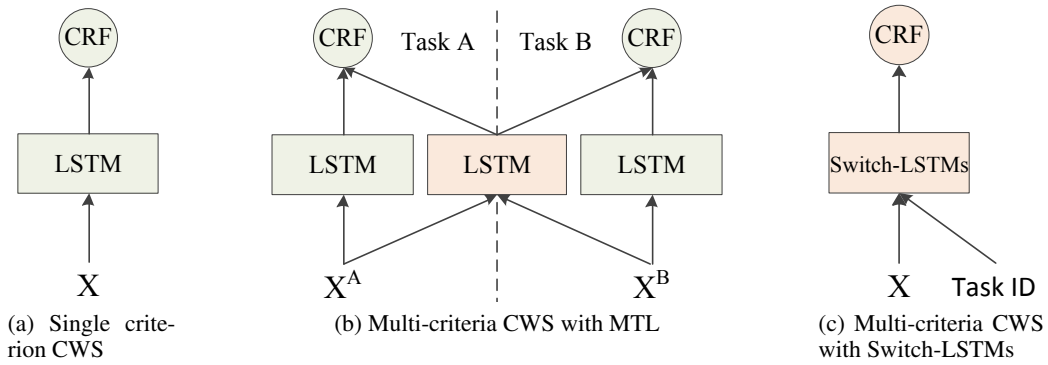 CRF
LSTM
X
(a) Single crite-
rion CWS
CRF
Task A
Task B
CRF
LSTM
LSTM
LSTM
X^A
X^B
(b) Multi-criteria CWS with MTL
CRF
Switch-LSTMs
X
Task ID
(c) Multi-criteria CWS
with Switch-LSTMs